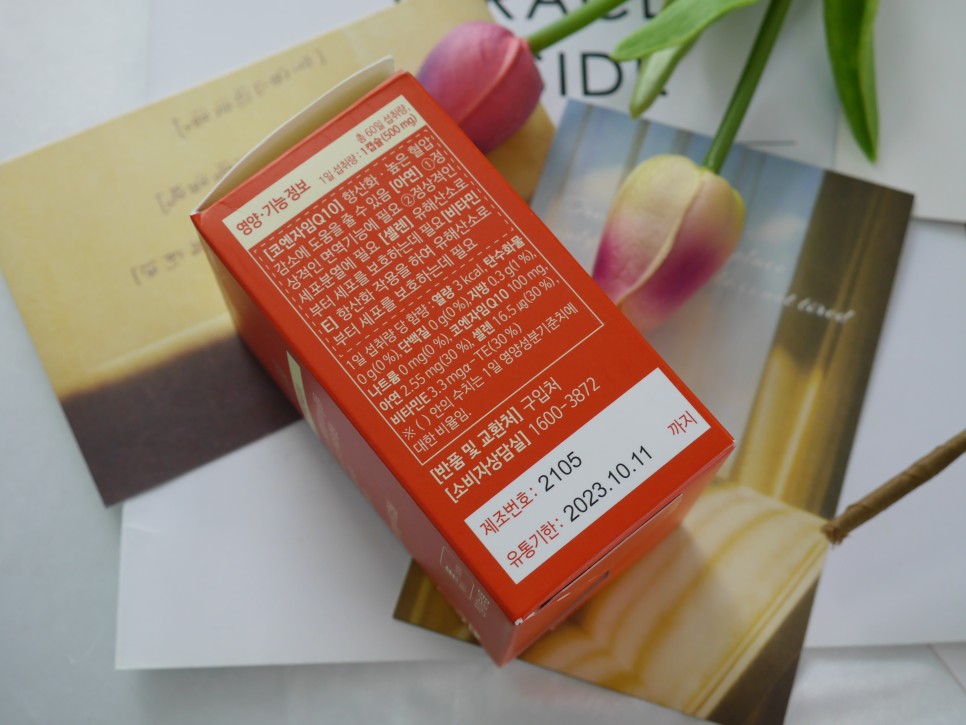 SIDE
영양·기능정보
총 60일 섭취량,
1일 섭취량 : 1캡슐(500 mg)
[코엔자임Q10] 항산화 · 높은 혈압
감소에 도움을 줄 수 있음 [아연] ①정
상적인 면역기능에 필요 ②정상적인
세포분열에 필요 [셀렌] 유해산소로
부터 세포를 보호하는데 필요 [비타민
E] 항산화 작용을 하여 유해산소로
부터 세포를 보호하는데 필요
1일 섭취량 당 함량 : 열량 3 kcal, 탄수화물
0 g(0 %), 단백질 0 g(0 %), 지방 0.3 g(1 %),
나트륨 0 mg(0 %), 코엔자임Q10 100 mg,
아연 2.55 mg(30 %), 셀렌 16.5 μg(30 %),
비타민E 3.3 mgα-TE(30 %)
※ ( ) 안의 수치는 1일 영양성분기준치에
대한 비율임.
[반품 및 교환처] 구입처
[소비자상담실] 1600-3872
제조번호: 2105
유통기한: 2023.10.11 까지
tired